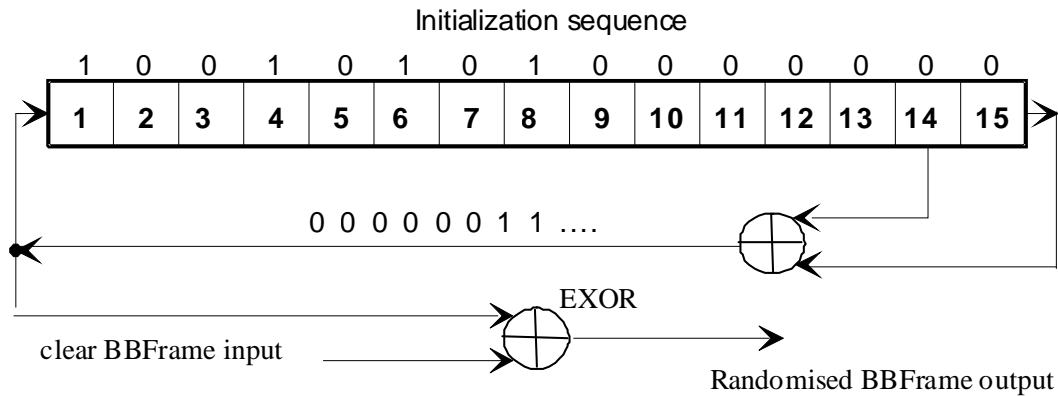 Initialization sequence
1 0 0 1 0 1 0 1 0 0 0 0 0 0 0
1 2 3 4 5 6 7 8 9 10 11 12 13 14 15
0 0 0 0 0 0 1 1 ....
EXOR
clear BBFrame input
Randomised BBFrame output